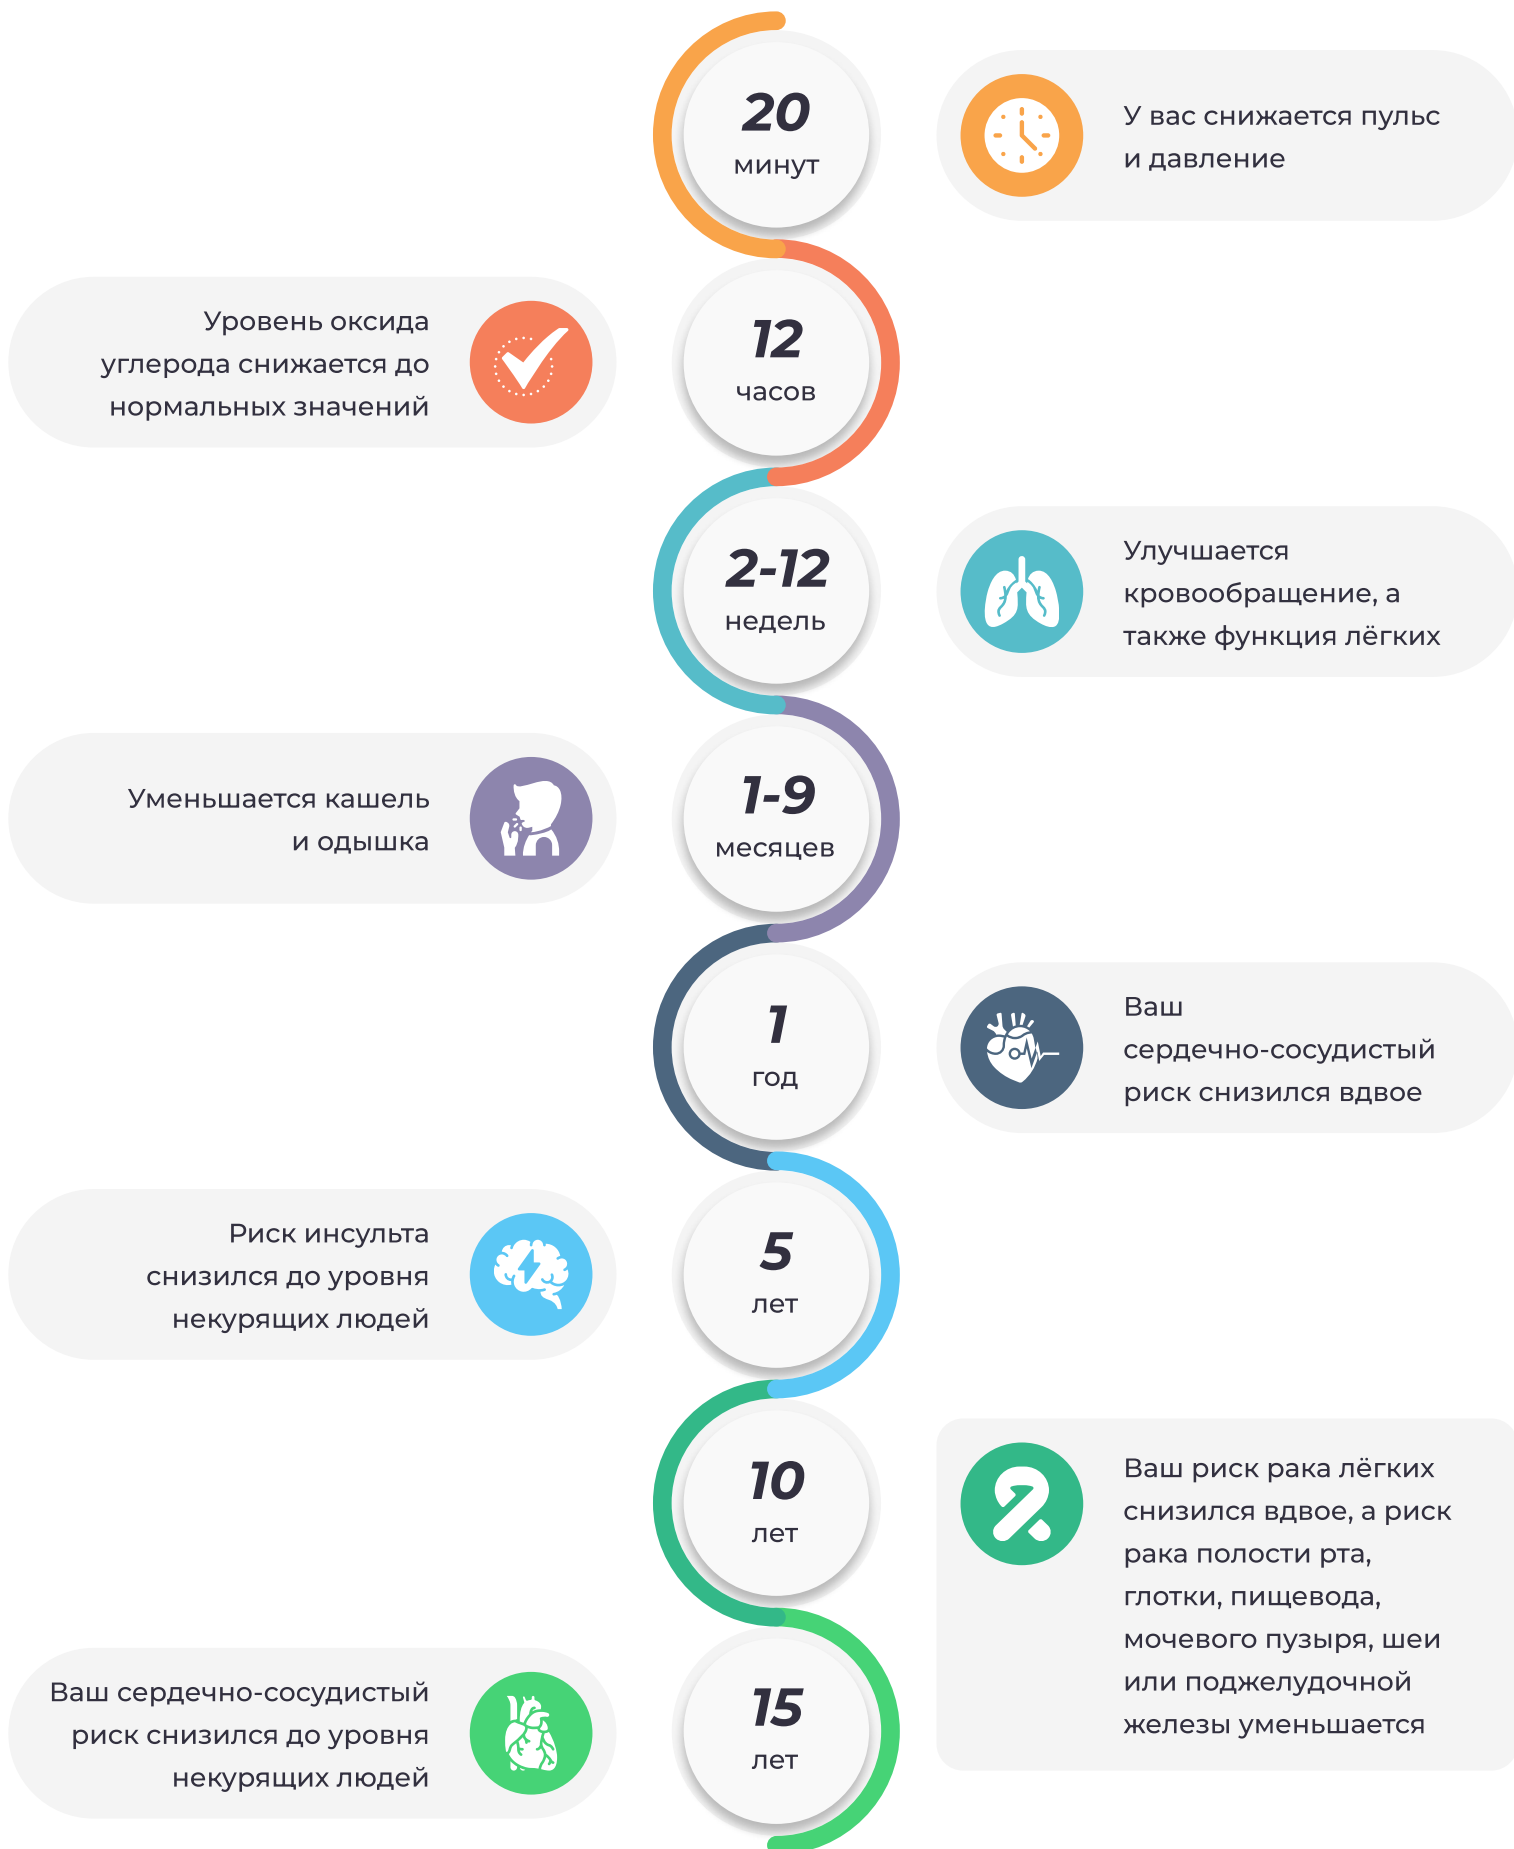 20
минут
У вас снижается пульс
и давление
12
часов
Уровень оксида
углерода снижается до
нормальных значений
2-12
недель
Улучшается
кровообращение, а
также функция лёгких
1-9
месяцев
Уменьшается кашель
и одышка
1
год
Ваш
сердечно-сосудистый
риск снизился вдвое
5
лет
Риск инсульта
снизился до уровня
некурящих людей
10
лет
Ваш риск рака лёгких
снизился вдвое, а риск
рака полости рта,
глотки, пищевода,
мочевого пузыря, шеи
или поджелудочной
железы уменьшается
15
лет
Ваш сердечно-сосудистый
риск снизился до уровня
некурящих людей